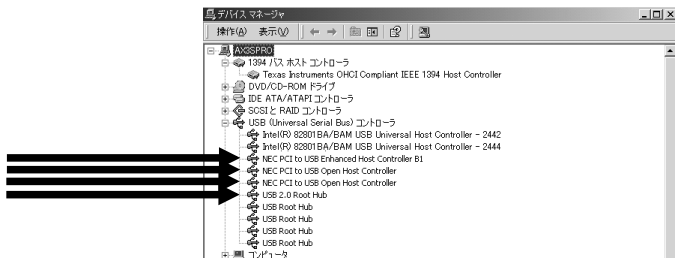 デバイス マネージャ
操作(A) 表示(V)
AX3SPRO
1394 バス ホスト コントローラ
Texas Instruments OHCI Compliant IEEE 1394 Host Controller
DVD/CD-ROM ドライブ
IDE ATA/ATAPI コントローラ
SCSI と RAID コントローラ
USB (Universal Serial Bus) コントローラ
Intel(R) 82801BA/BAM USB Universal Host Controller - 2442
Intel(R) 82801BA/BAM USB Universal Host Controller - 2444
NEC PCI to USB Enhanced Host Controller B1
NEC PCI to USB Open Host Controller
NEC PCI to USB Open Host Controller
USB 2.0 Root Hub
USB Root Hub
USB Root Hub
USB Root Hub
USB Root Hub
コンピュータ